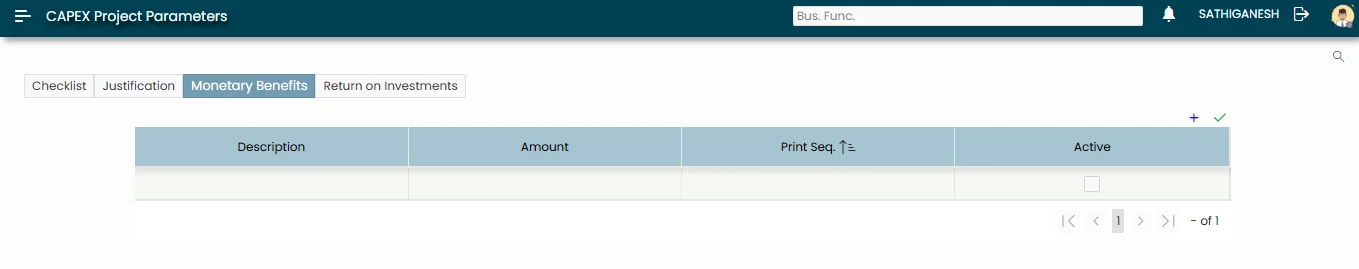 CAPEX Project Parameters
Bus. Func.
SATHIGANESH
Checklist
Justification
Monetary Benefits
Return on Investments
Description
Amount
Print Seq.
Active
1
- of 1